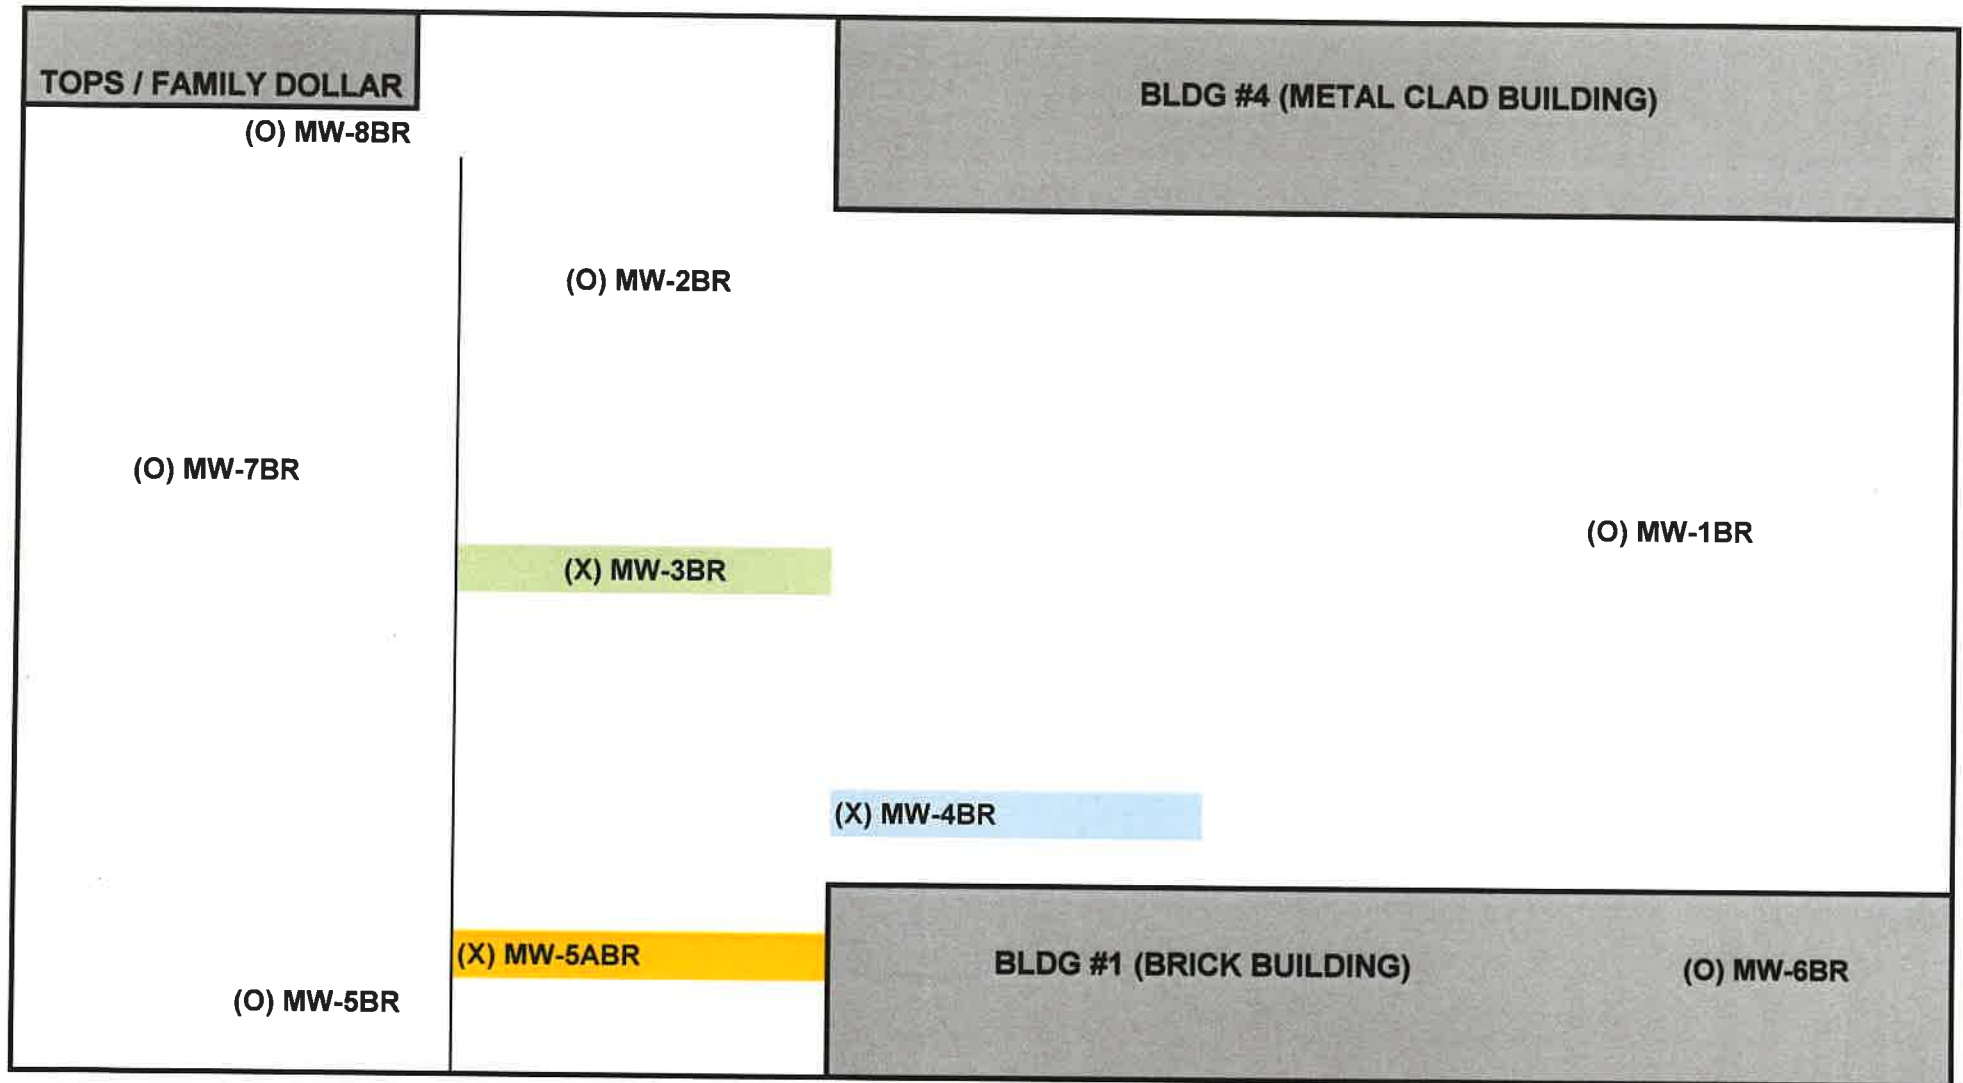 TOPS / FAMILY DOLLAR
BLDG #4 (METAL CLAD BUILDING)
(O) MW-8BR
(O) MW-2BR
(O) MW-7BR
(O) MW-1BR
(X) MW-3BR
(X) MW-4BR
(X) MW-5ABR
BLDG #1 (BRICK BUILDING)
(O) MW-6BR
(O) MW-5BR